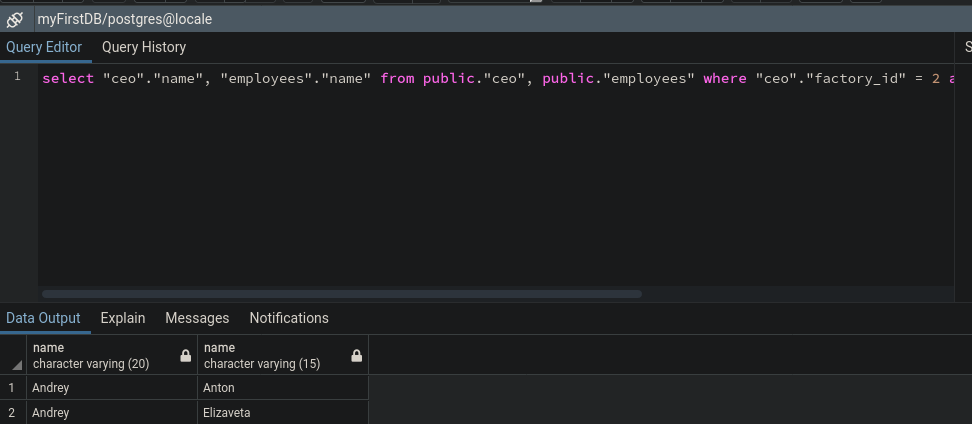 myFirstDB/postgres@locale
Query Editor Query History
1 select "ceo"."name", "employees"."name" from public."ceo", public."employees" where "ceo"."factory_id" = 2 a
Data Output Explain Messages Notifications
name name
character varying (20) character varying (15)
1 Andrey Anton
2 Andrey Elizaveta